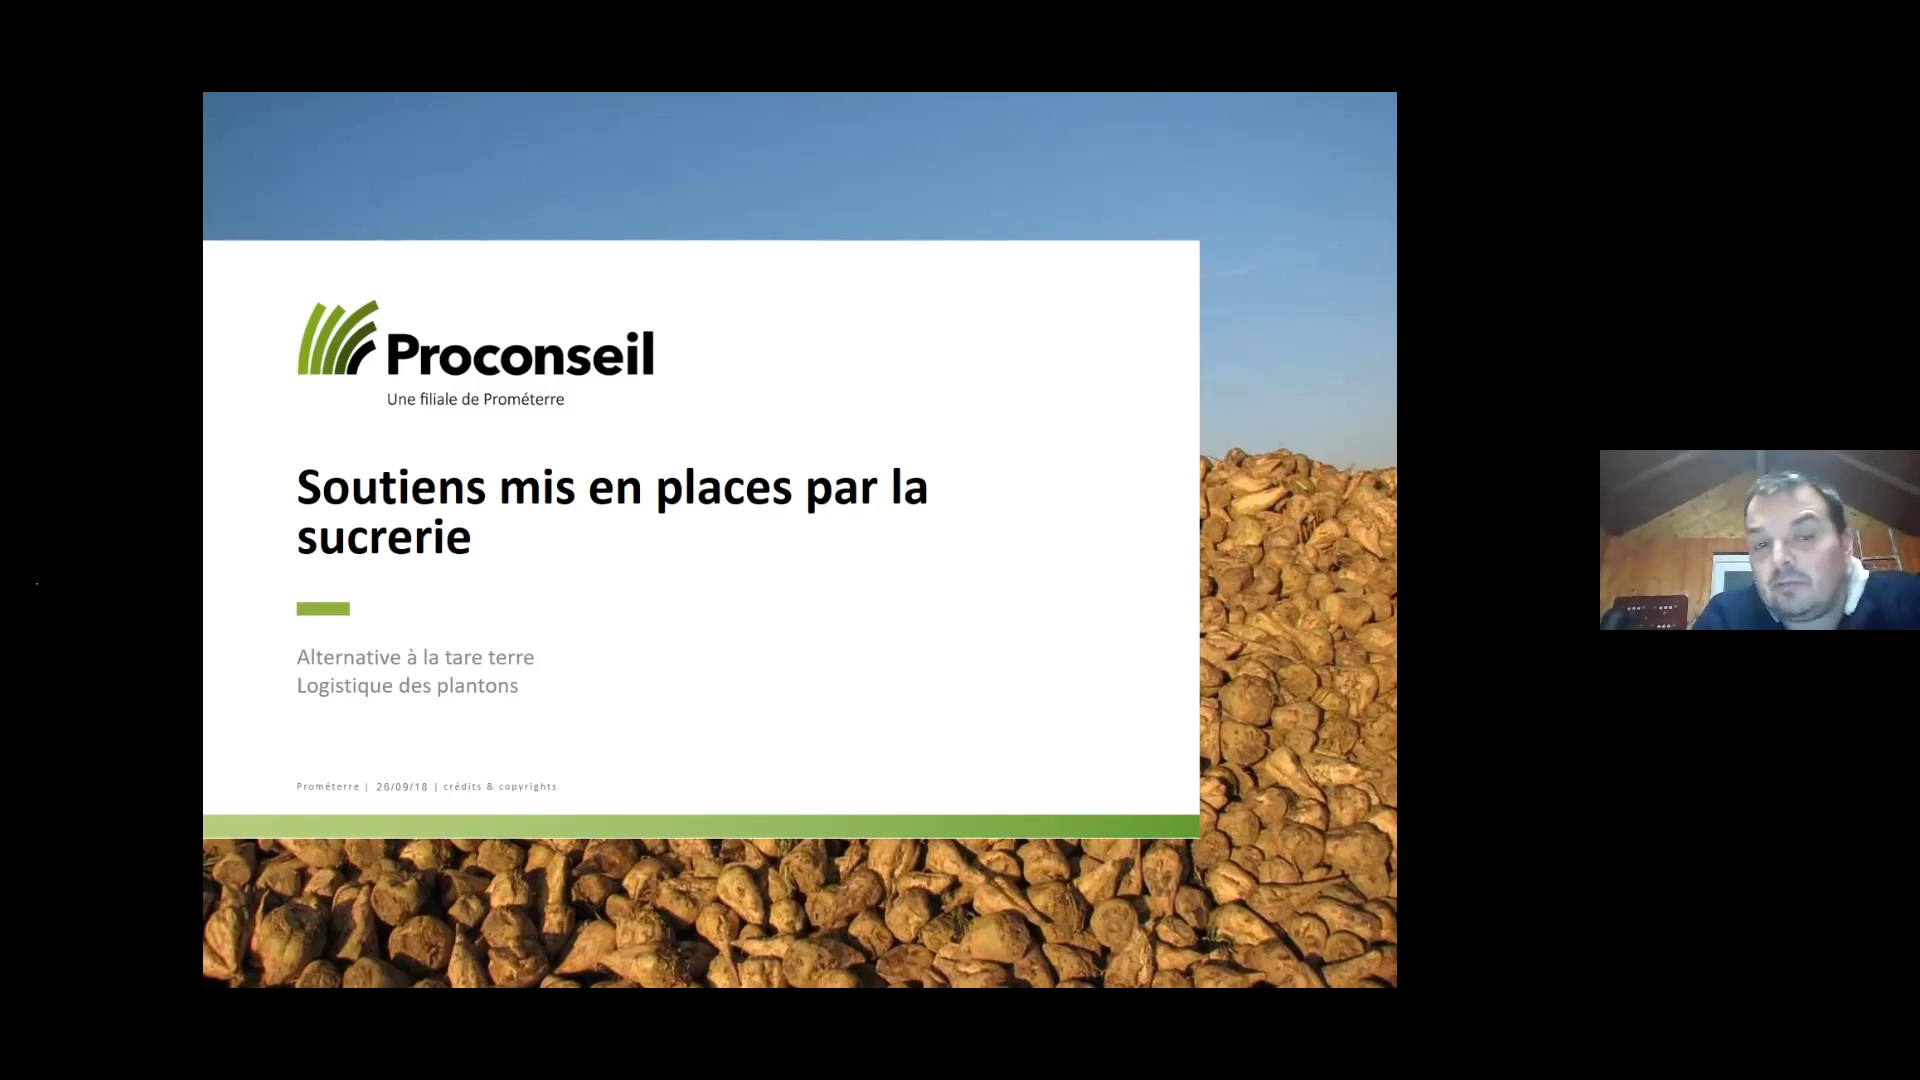 Proconseil
Une filiale de Prométerre
Soutiens mis en places par la
sucrerie
Alternative à la tare terre
Logistique des plantons
Prométerre | 26/09/18 | crédits & copyrights